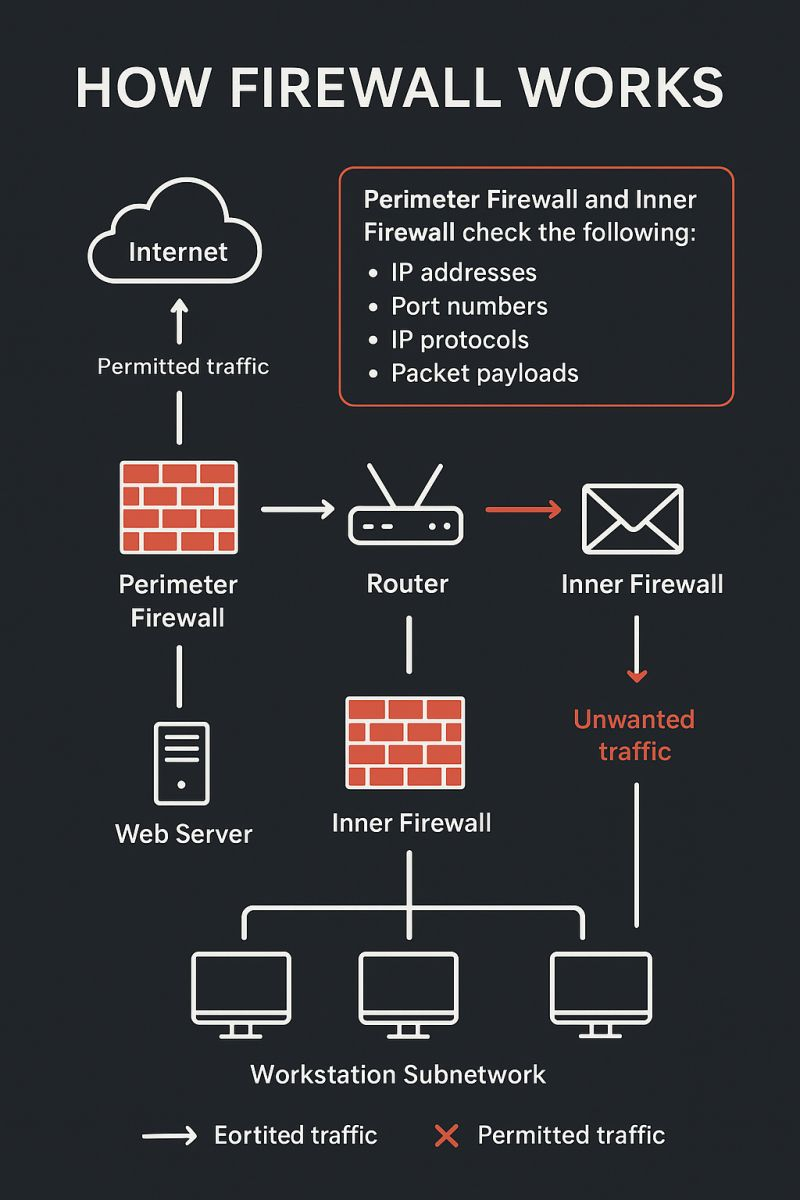 HOW FIREWALL WORKS
Internet
Perimeter Firewall and Inner
Firewall check the following:
• IP addresses
• Port numbers
• IP protocols
• Packet payloads
Permitted traffic
Perimeter
Firewall
Router
Inner Firewall
Unwanted
traffic
Web Server
Inner Firewall
Workstation Subnetwork
Eortited traffic
Permitted traffic